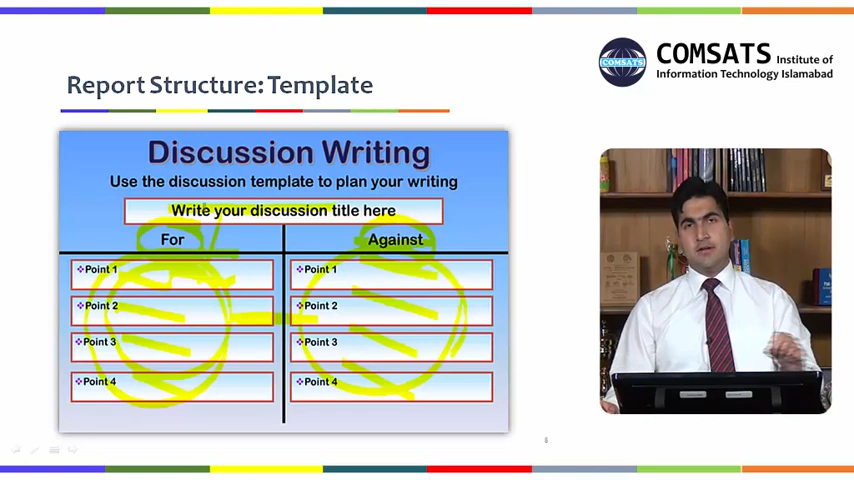 COMSATS Institute of
Information Technology Islamabad
COMSATS
Report Structure: Template
Discussion Writing
Use the discussion template to plan your writing
Write your discussion title here
For
Against
Point 1
Point 1
Point 2
Point 2
Point 3
Point 3
Point 4
Point 4